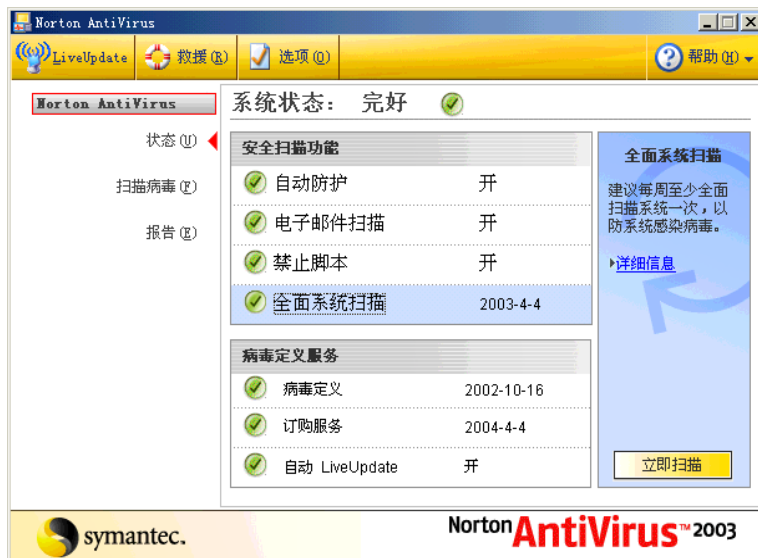 Norton AntiVirus
LiveUpdate 救援(R) 选项(O) 帮助(H)
Norton AntiVirus
状态(U)
扫描病毒(F)
报告(E)
系统状态： 完好
安全扫描功能
自动防护 开
电子邮件扫描 开
禁止脚本 开
全面系统扫描 2003-4-4
病毒定义服务
病毒定义 2002-10-16
订购服务 2004-4-4
自动 LiveUpdate 开
全面系统扫描
建议每周至少全面
扫描系统一次，以
防系统感染病毒。
详细信息
立即扫描
symantec.
Norton AntiVirus™ 2003